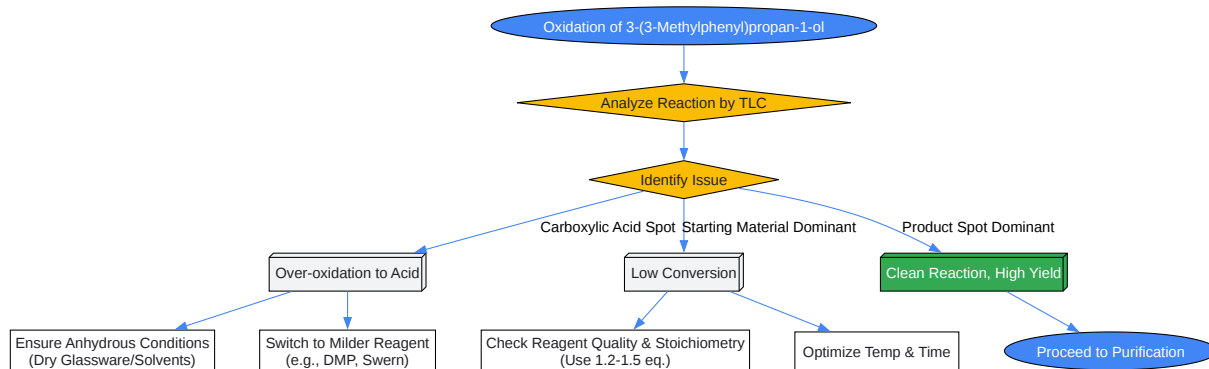 Oxidation of 3-(3-Methylphenyl)propan-1-ol
Analyze Reaction by TLC
Identify Issue
Carboxylic Acid Spot
Starting Material Dominant
Product Spot Dominant
Over-oxidation to Acid
Low Conversion
Clean Reaction, High Yield
Ensure Anhydrous Conditions
(Dry Glassware/Solvents)
Switch to Milder Reagent
(e.g., DMP, Swern)
Check Reagent Quality & Stoichiometry
(Use 1.2-1.5 eq.)
Optimize Temp & Time
Proceed to Purification